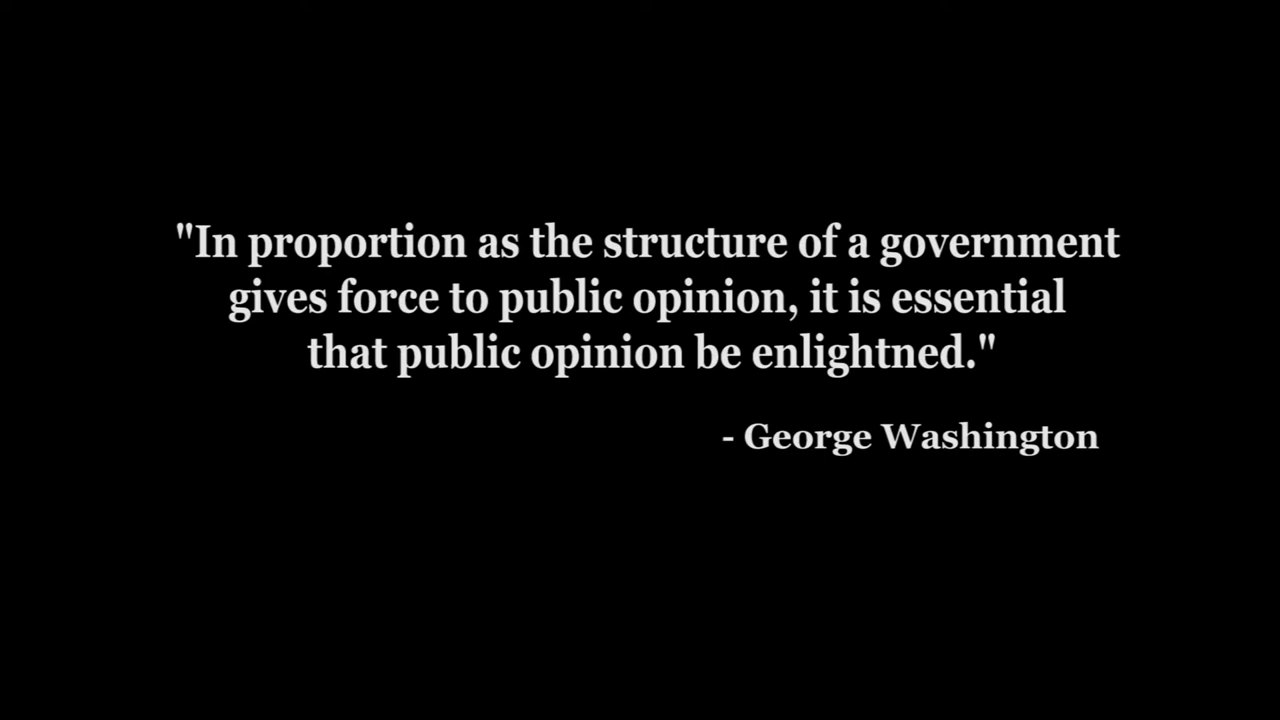 "In proportion as the structure of a government
gives force to public opinion, it is essential
that public opinion be enlightned."
- George Washington